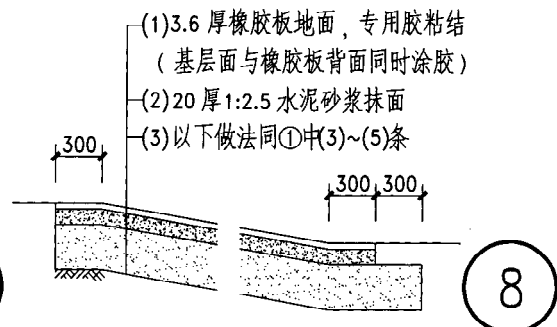 (1)3.6 厚橡胶板地面，专用胶粘结
（基层面与橡胶板背面同时涂胶）
(2)20 厚1:2.5 水泥砂浆抹面
(3)以下做法同①中(3)~(5)条
300
300 300
8